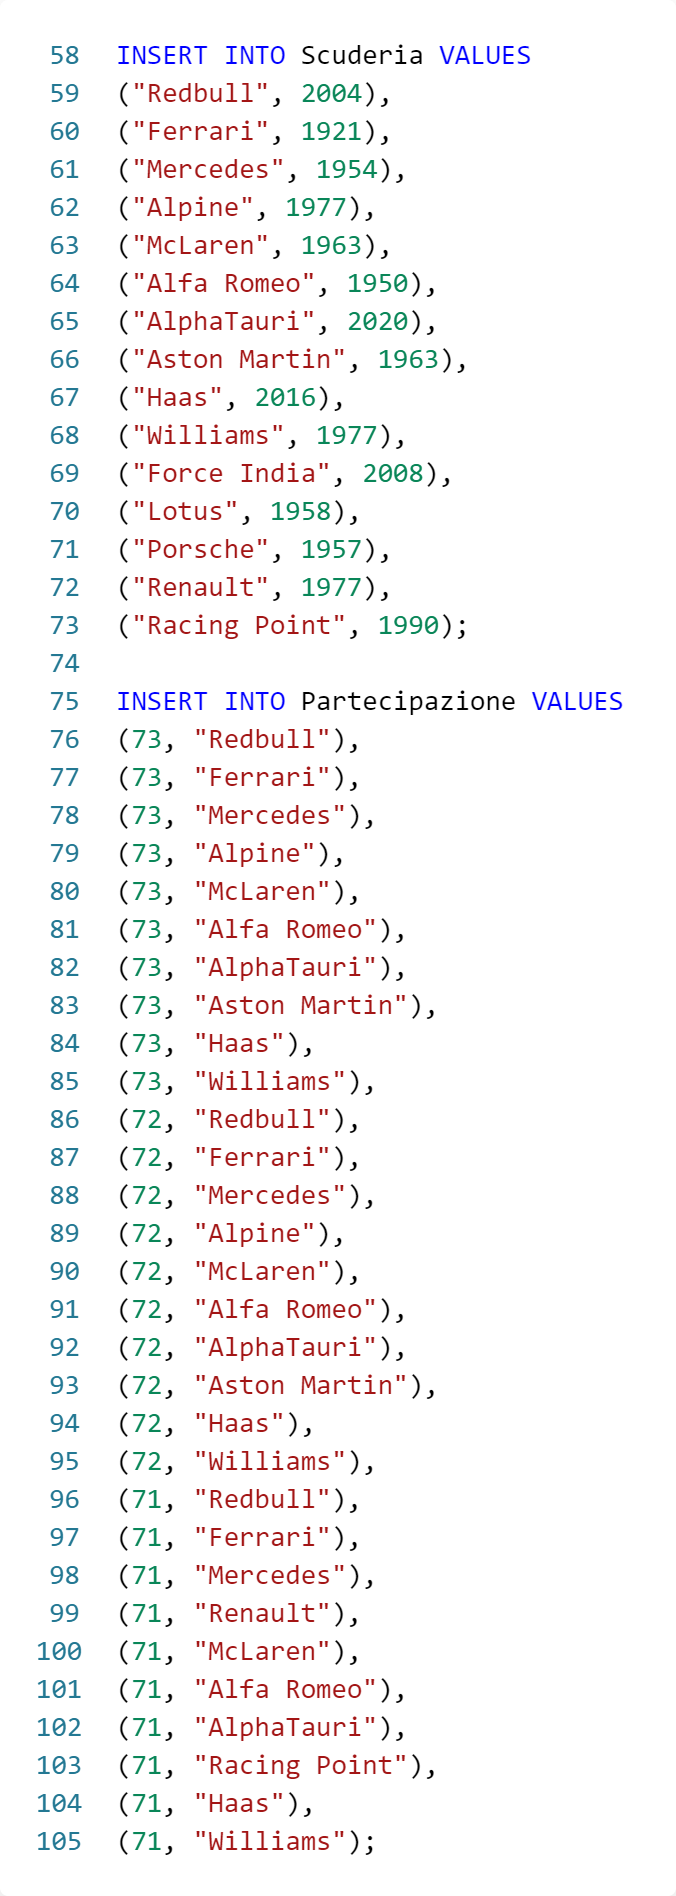 58 INSERT INTO Scuderia VALUES
59 ("Redbull", 2004),
60 ("Ferrari", 1921),
61 ("Mercedes", 1954),
62 ("Alpine", 1977),
63 ("McLaren", 1963),
64 ("Alfa Romeo", 1950),
65 ("AlphaTauri", 2020),
66 ("Aston Martin", 1963),
67 ("Haas", 2016),
68 ("Williams", 1977),
69 ("Force India", 2008),
70 ("Lotus", 1958),
71 ("Porsche", 1957),
72 ("Renault", 1977),
73 ("Racing Point", 1990);
74
75 INSERT INTO Partecipazione VALUES
76 (73, "Redbull"),
77 (73, "Ferrari"),
78 (73, "Mercedes"),
79 (73, "Alpine"),
80 (73, "McLaren"),
81 (73, "Alfa Romeo"),
82 (73, "AlphaTauri"),
83 (73, "Aston Martin"),
84 (73, "Haas"),
85 (73, "Williams"),
86 (72, "Redbull"),
87 (72, "Ferrari"),
88 (72, "Mercedes"),
89 (72, "Alpine"),
90 (72, "McLaren"),
91 (72, "Alfa Romeo"),
92 (72, "AlphaTauri"),
93 (72, "Aston Martin"),
94 (72, "Haas"),
95 (72, "Williams"),
96 (71, "Redbull"),
97 (71, "Ferrari"),
98 (71, "Mercedes"),
99 (71, "Renault"),
100 (71, "McLaren"),
101 (71, "Alfa Romeo"),
102 (71, "AlphaTauri"),
103 (71, "Racing Point"),
104 (71, "Haas"),
105 (71, "Williams");